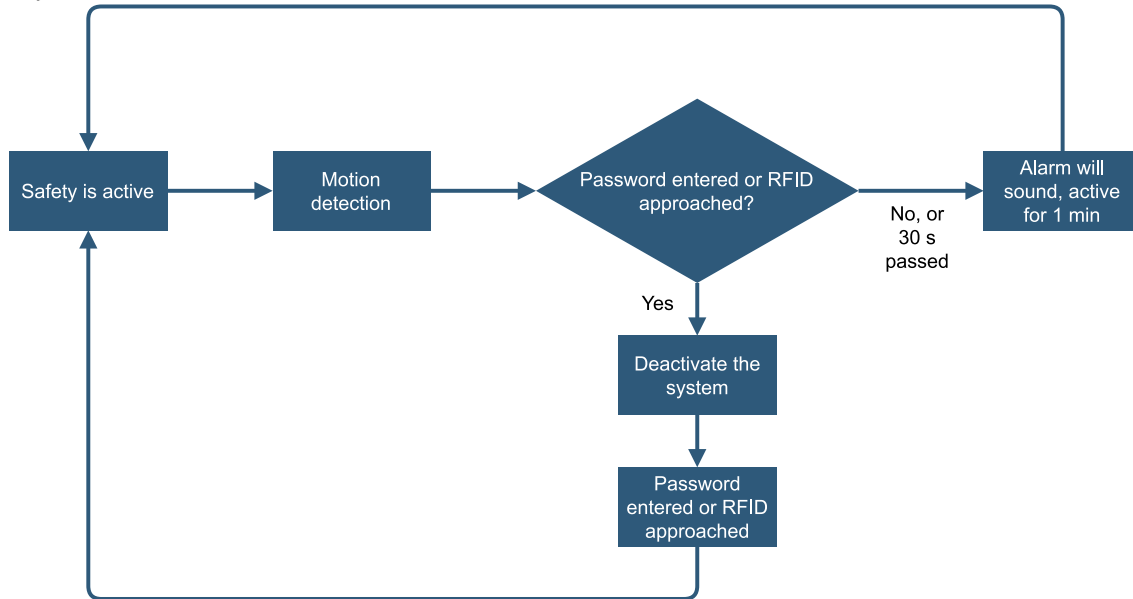 Safety is active
Motion
detection
Password entered or RFID
approached?
No, or
30 s
passed
Alarm will
sound, active
for 1 min
Yes
Deactivate the
system
Password
entered or RFID
approached